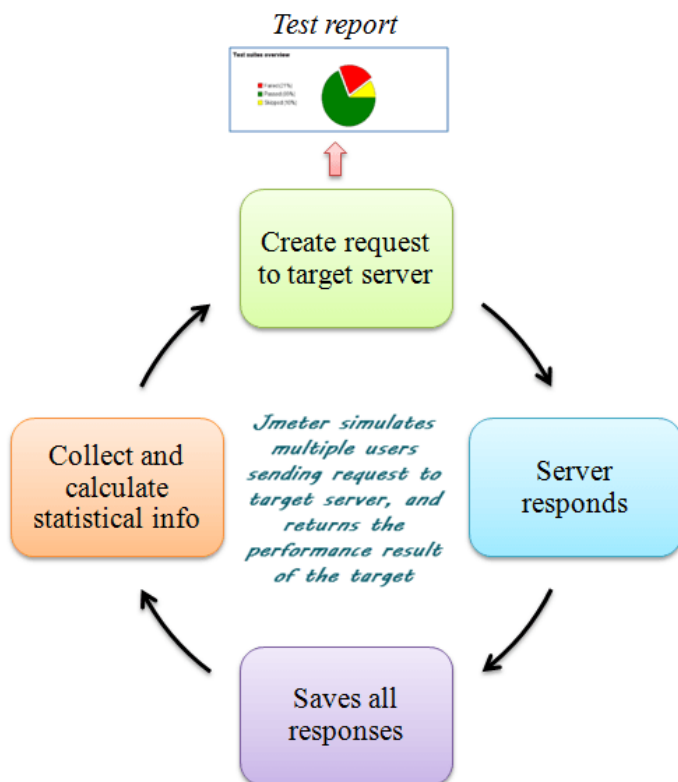 Test report
Test suites overview
Create request
to target server
Jmeter simulates
multiple users
sending request to
target server, and
returns the
performance result
of the target
Server
responds
Saves all
responses
Collect and
calculate
statistical info